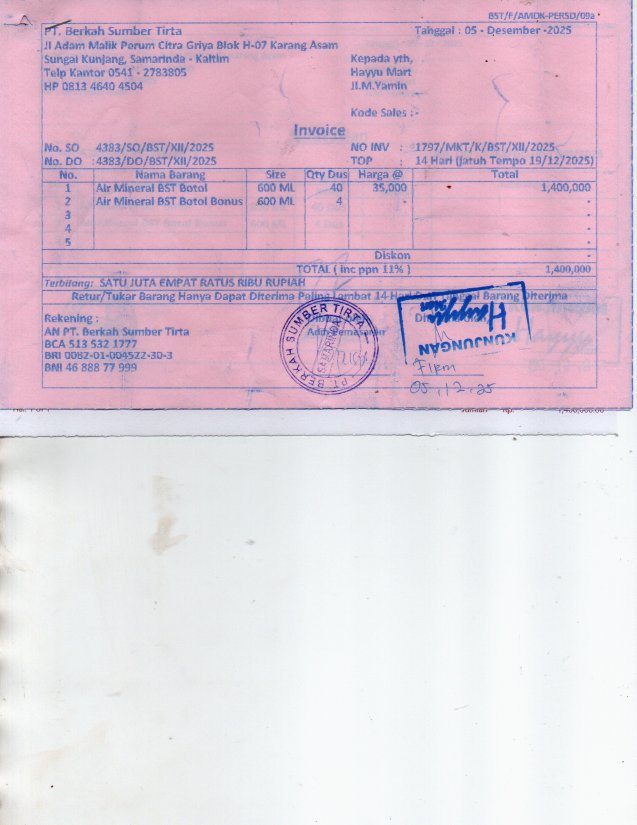 BST/F/AMDK-PERSD/09a
PT. Berkah Sumber Tirta
Tanggal : 05 - Desember -2025
Jl Adam Malik Perum Citra Griya Blok H-07 Karang Asam
Sungai Kunjang, Samarinda - Kaltim
Kepada yth,
Telp Kantor 0541 - 2783805
Hayyu Mart
HP 0813 4640 4504
Jl.M.Yamin
Kode Sales : -
Invoice
No. SO : 4383/SO/BST/XII/2025
NO INV : 1797/MKT/K/BST/XII/2025
No. DO : 4383/DO/BST/XII/2025
TOP : 14 Hari (Jatuh Tempo 19/12/2025)
No. Nama Barang Size Qty Dus Harga @ Total
1 Air Mineral BST Botol 600 ML 40 35,000 1,400,000
2 Air Mineral BST Botol Bonus 600 ML 4 - -
3 -
4 -
5 -
Diskon -
TOTAL ( inc ppn 11% ) 1,400,000
Terbilang: SATU JUTA EMPAT RATUS RIBU RUPIAH
Retur/Tukar Barang Hanya Dapat Diterima Paling Lambat 14 Hari Barang Diterima
Rekening :
AN PT. Berkah Sumber Tirta
BCA 513 532 1777
BRI 0082-01-004522-30-3
BNI 46 888 77 999
PT. BERKAH SUMBER TIRTA
SAMARINDA
KUNJUNGAN
05, 12, 25
Jumlah Rp. 1,400,000.00